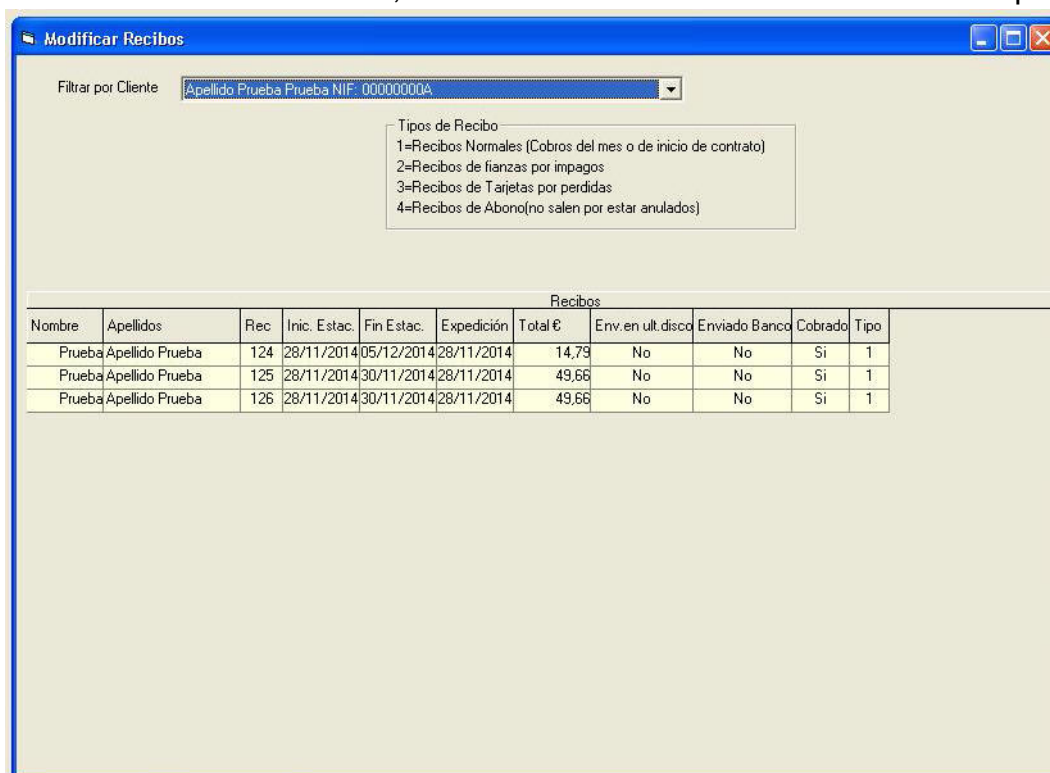 Modificar Recibos
Filtrar por Cliente Apellido Prueba Prueba NIF: 00000000A
Tipos de Recibo
1=Recibos Normales (Cobros del mes o de inicio de contrato)
2=Recibos de fianzas por impagos
3=Recibos de Tarjetas por perdidas
4=Recibos de Abono(no salen por estar anulados)
Recibos
Nombre Apellidos Rec Inic. Estac. Fin Estac. Expedición Total € Env.en ult.disco Enviado Banco Cobrado Tipo
Prueba Apellido Prueba 124 28/11/2014 05/12/2014 28/11/2014 14,79 No No Si 1
Prueba Apellido Prueba 125 28/11/2014 30/11/2014 28/11/2014 49,66 No No Si 1
Prueba Apellido Prueba 126 28/11/2014 30/11/2014 28/11/2014 49,66 No No Si 1